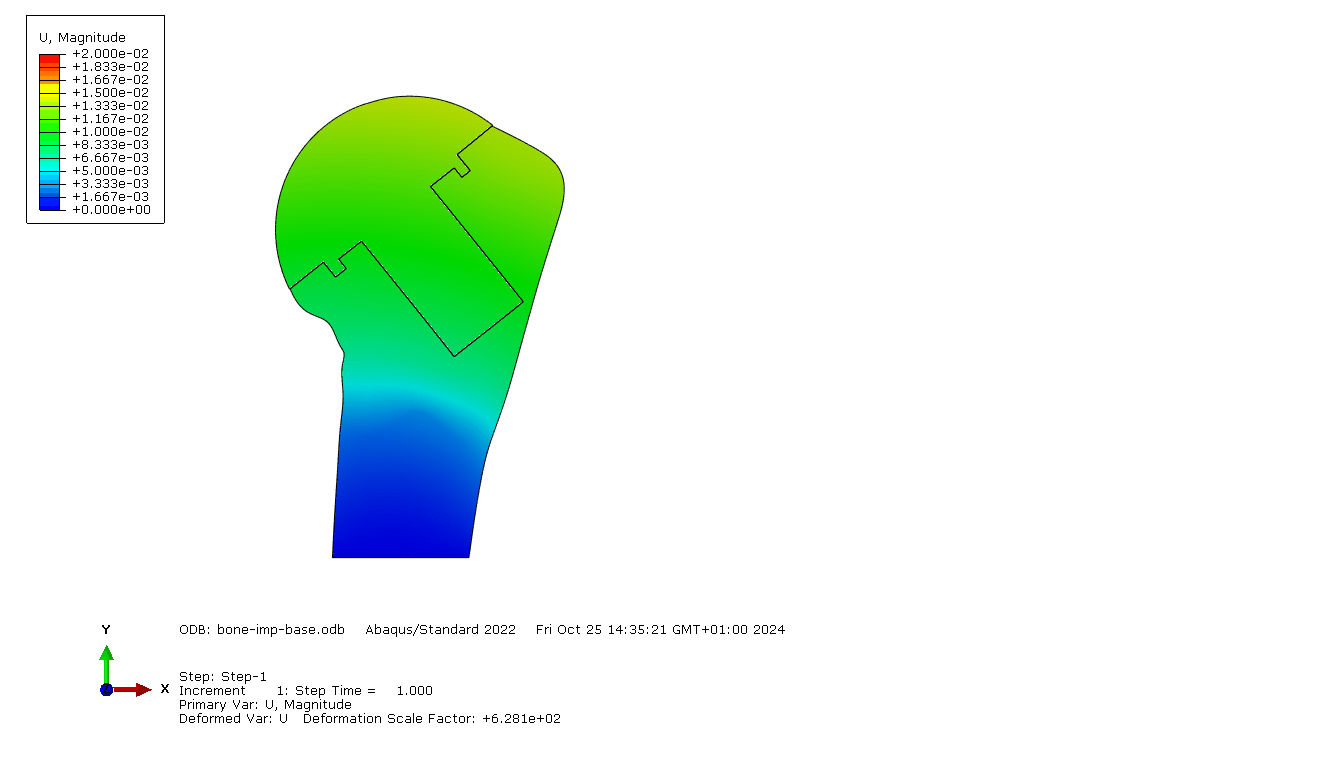 U, Magnitude
+2.000e-02
+1.833e-02
+1.667e-02
+1.500e-02
+1.333e-02
+1.167e-02
+1.000e-02
+8.333e-03
+6.667e-03
+5.000e-03
+3.333e-03
+1.667e-03
+0.000e+00
Y
X
Z
ODB: bone-imp-base.odb Abaqus/Standard 2022 Fri Oct 25 14:35:21 GMT+01:00 2024
Step: Step-1
Increment 1: Step Time = 1.000
Primary Var: U, Magnitude
Deformed Var: U Deformation Scale Factor: +6.281e+02